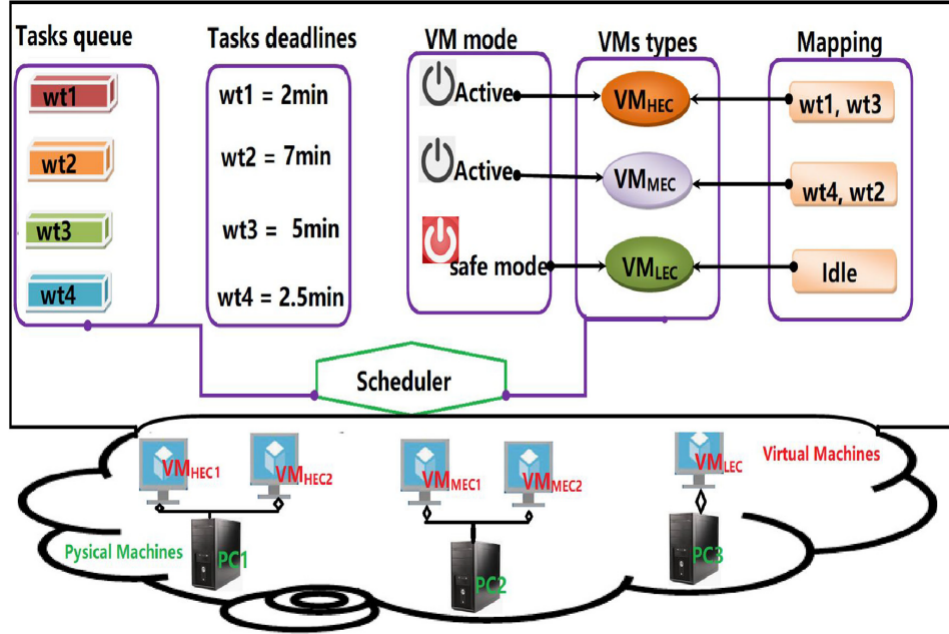 Tasks queue
Tasks deadlines
VM mode
VMs types
Mapping
wt1
wt1 = 2min
Active
VMHEC
wt1, wt3
wt2
wt2 = 7min
Active
VMMEC
wt4, wt2
wt3
wt3 = 5min
safe mode
VMLEC
Idle
wt4
wt4 = 2.5min
Scheduler
VMHEC1
VMHEC2
VMMEC1
VMMEC2
VMLEC
Virtual Machines
Pysical Machines
PC1
PC2
PC3